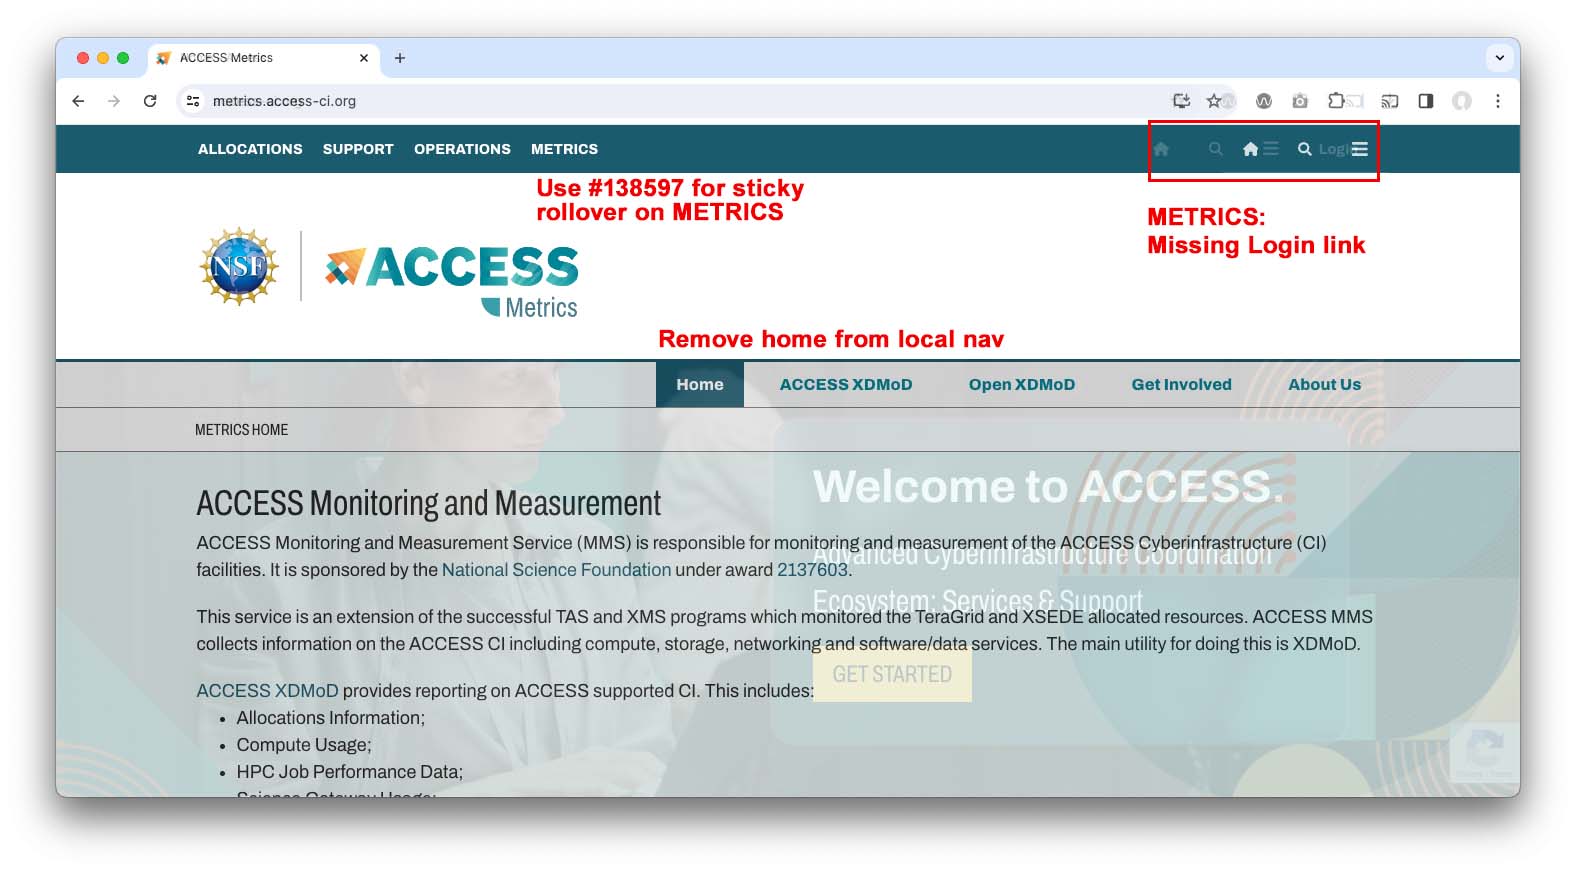 ACCESS Metrics
metrics.access-ci.org
ALLOCATIONS SUPPORT OPERATIONS METRICS
Login
Use #138597 for sticky
rollover on METRICS
METRICS:
Missing Login link
NSF
ACCESS
Metrics
Remove home from local nav
Home ACCESS XDMoD Open XDMoD Get Involved About Us
METRICS HOME
Welcome to ACCESS.
Advanced Cyberinfrastructure Coordination
Ecosystem: Services & Support
GET STARTED
ACCESS Monitoring and Measurement
ACCESS Monitoring and Measurement Service (MMS) is responsible for monitoring and measurement of the ACCESS Cyberinfrastructure (CI)
facilities. It is sponsored by the National Science Foundation under award 2137603.
This service is an extension of the successful TAS and XMS programs which monitored the TeraGrid and XSEDE allocated resources. ACCESS MMS
collects information on the ACCESS CI including compute, storage, networking and software/data services. The main utility for doing this is XDMoD.
ACCESS XDMoD provides reporting on ACCESS supported CI. This includes:
• Allocations Information;
• Compute Usage;
• HPC Job Performance Data;
• Science Gateway Usage;